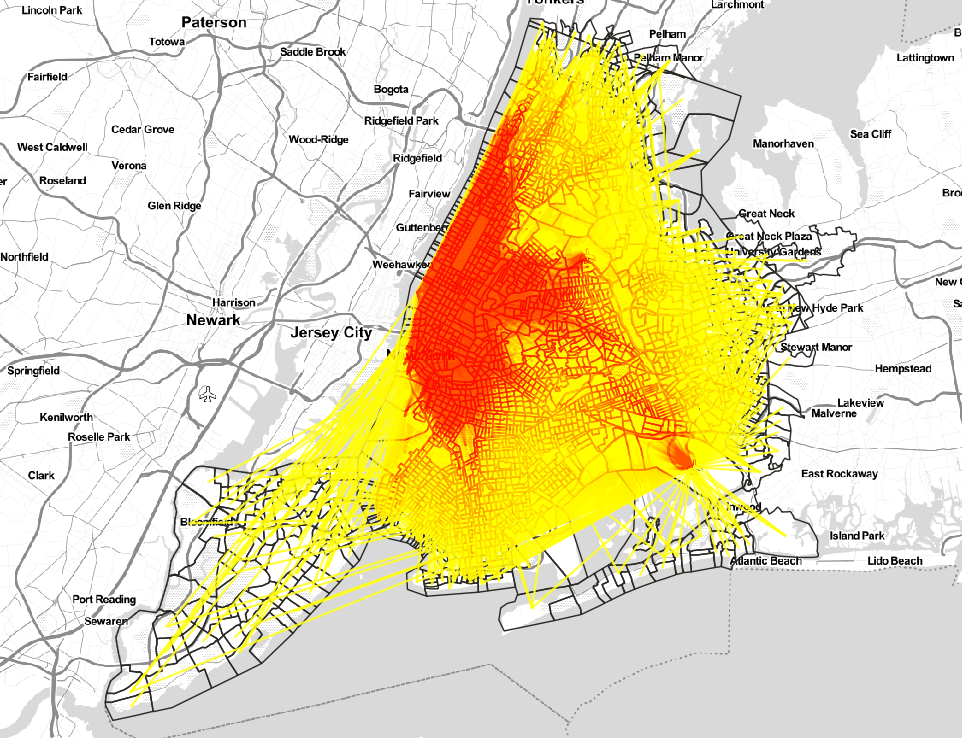 Lincoln Park
Larchmont
Paterson
Totowa
Saddle Brook
Pelham
Pelham Manor
Lattingtown
Fairfield
Bogota
Ridgefield Park
Cedar Grove
Wood-Ridge
Sea Cliff
Manorhaven
West Caldwell
Verona
Ridgefield
Roseland
Fairview
Glen Ridge
Great Neck
Guttenber
Great Neck Plaza
University Gardens
Northfield
Weehawken
Harrison
New Hyde Park
Newark
Jersey City
Stewart Manor
Springfield
Hempstead
Lakeview
Malverne
Kenilworth
Roselle Park
Clark
East Rockaway
Bloomfield
Island Park
Atlantic Beach
Lido Beach
Port Reading
Sewaren